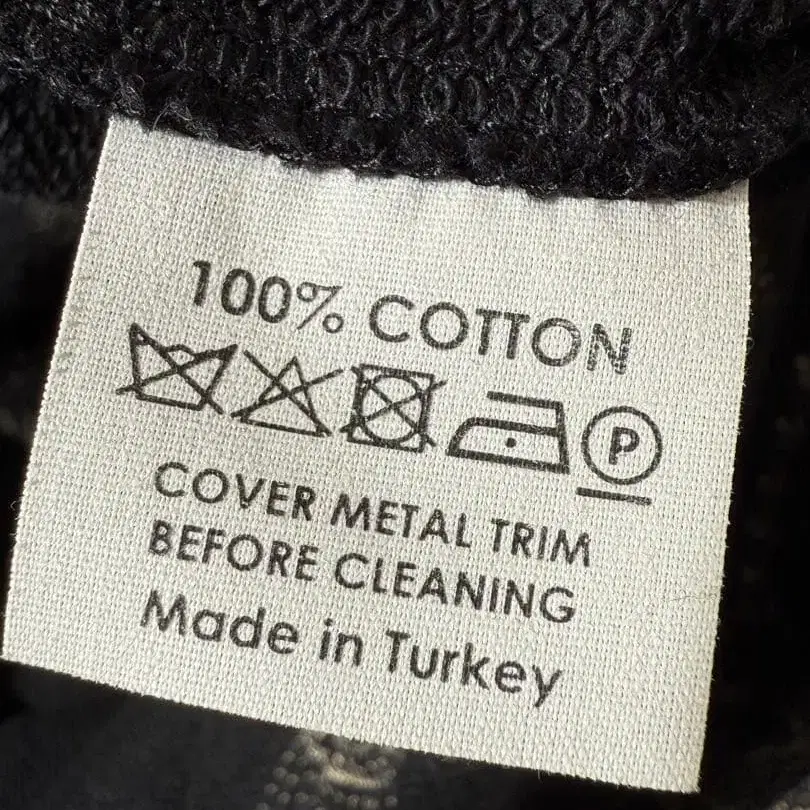 100% COTTON
P
COVER METAL TRIM
BEFORE CLEANING
Made in Turkey